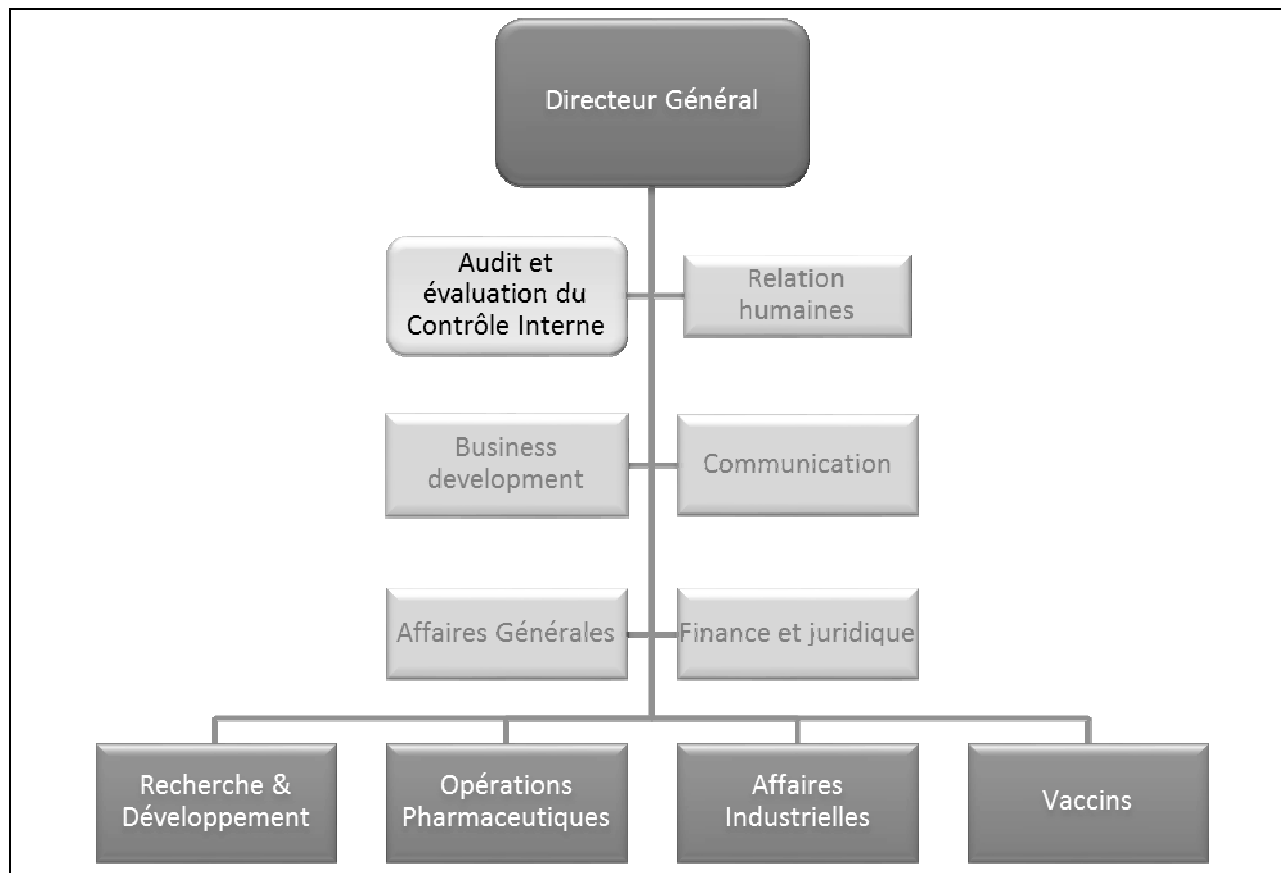 Directeur Général
Audit et
évaluation du
Contrôle Interne
Relation
humaines
Business
development
Communication
Affaires Générales
Finance et juridique
Recherche &
Développement
Opérations
Pharmaceutiques
Affaires
Industrielles
Vaccins